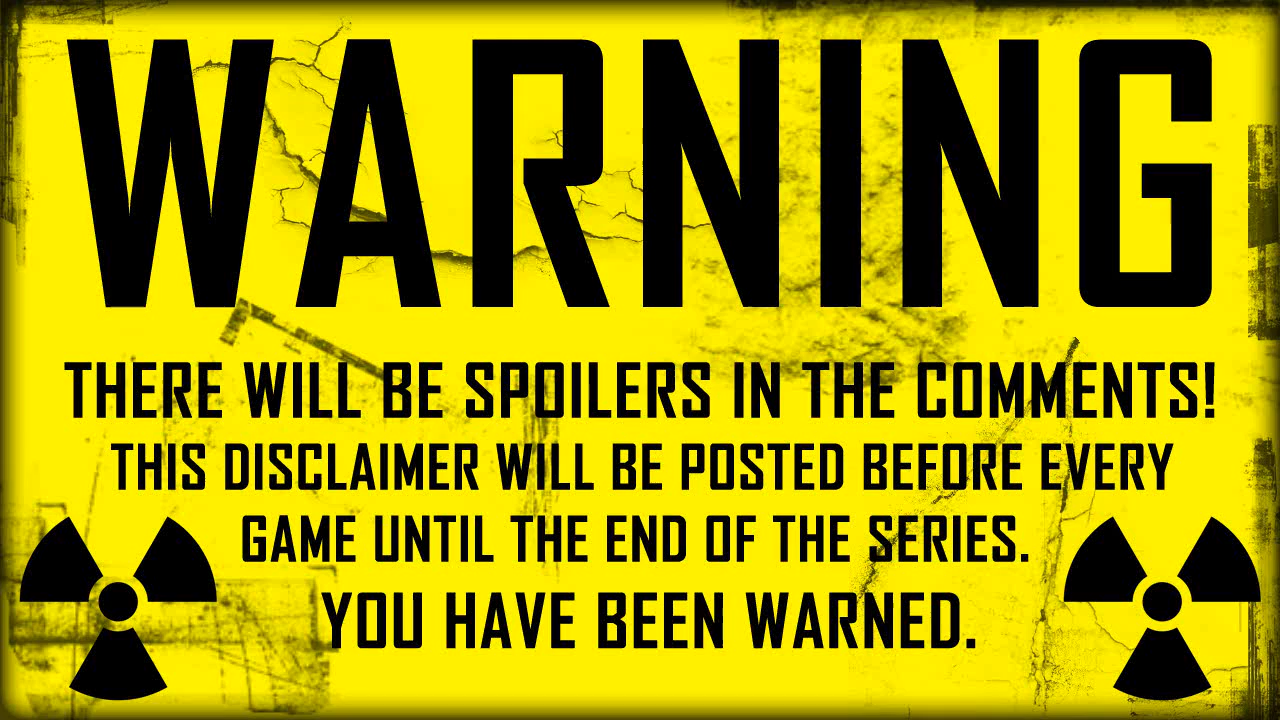 WARNING
THERE WILL BE SPOILERS IN THE COMMENTS!
THIS DISCLAIMER WILL BE POSTED BEFORE EVERY
GAME UNTIL THE END OF THE SERIES.
YOU HAVE BEEN WARNED.